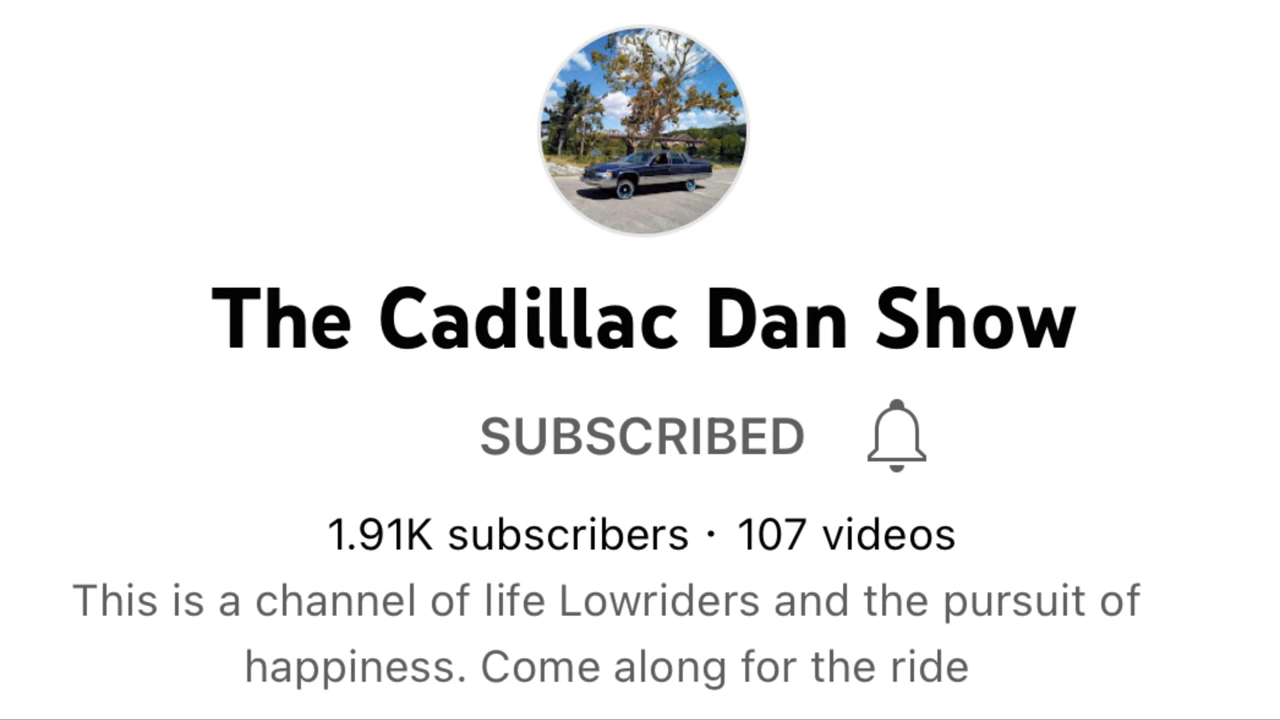 The Cadillac Dan Show
SUBSCRIBED
1.91K subscribers · 107 videos
This is a channel of life Lowriders and the pursuit of
happiness. Come along for the ride